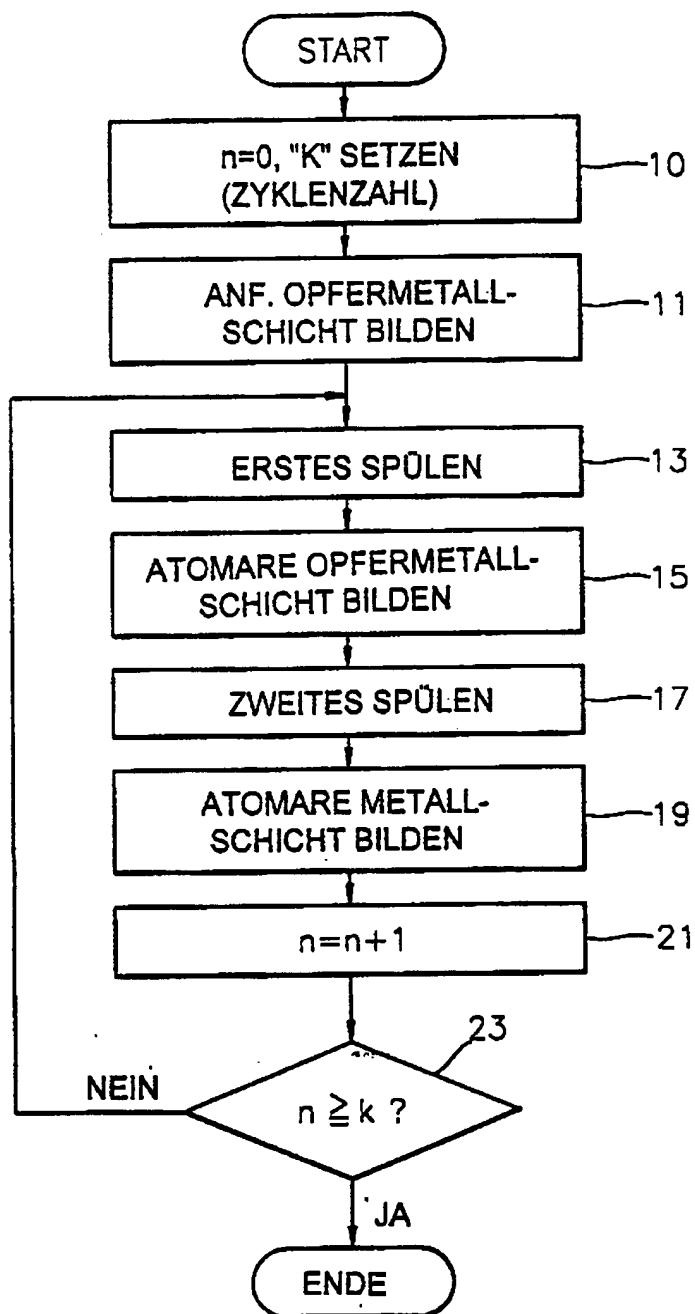 START
n=0, "K" SETZEN
(ZYKLENZAHL)
10
ANF. OPFERMETALL-
SCHICHT BILDEN
11
ERSTES SPÜLEN
13
ATOMARE OPFERMETALL-
SCHICHT BILDEN
15
ZWEITES SPÜLEN
17
ATOMARE METALL-
SCHICHT BILDEN
19
n=n+1
21
23
NEIN
n ≧ k ?
JA
ENDE